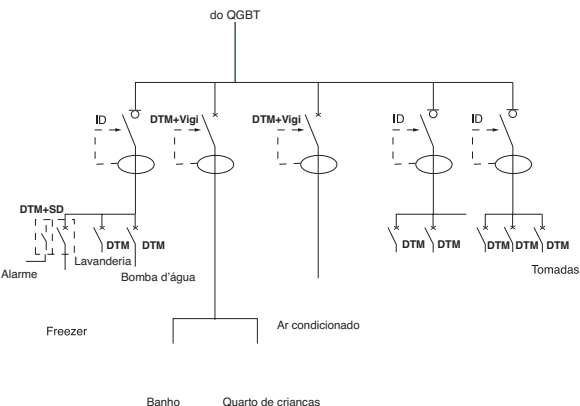 do QGBT
ID
DTM+Vigi
DTM+Vigi
ID
ID
DTM+SD
DTM
DTM
DTM
DTM
DTM
DTM
DTM
Lavanderia
Alarme
Bomba d'água
Tomadas
Freezer
Ar condicionado
Banho
Quarto de crianças